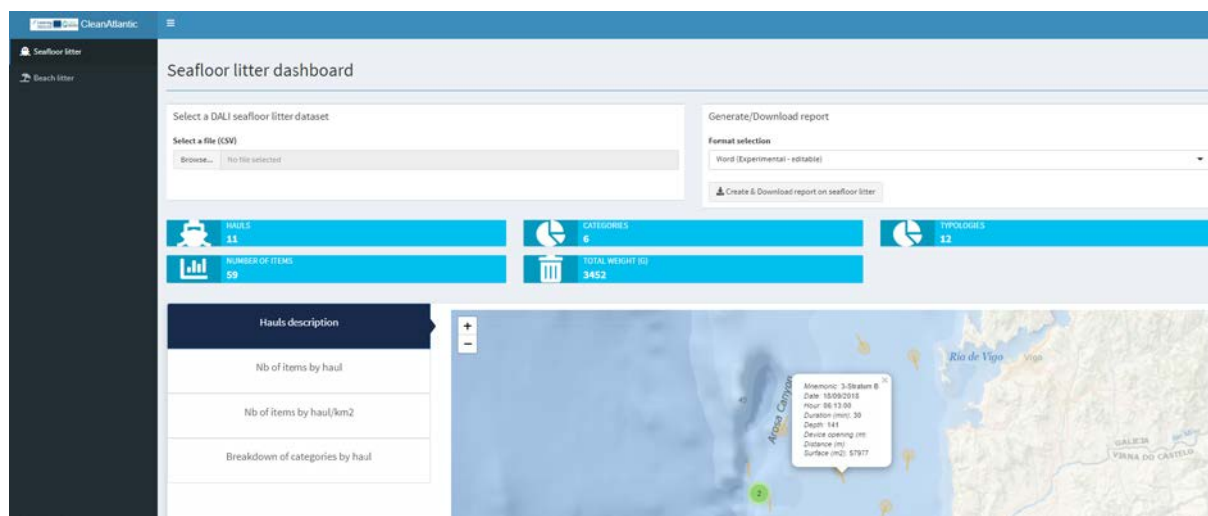 CleanAtlantic
Seafloor litter
Beach litter
Seafloor litter dashboard
Select a DALI seafloor litter dataset
Select a file (CSV)
Browse...
No file selected
Generate/Download report
Format selection
Word (Experimental - editable)
Create & Download report on seafloor litter
HAULS
11
CATEGORIES
6
TYPOLOGIES
12
NUMBER OF ITEMS
59
TOTAL WEIGHT (G)
3452
Hauls description
Nb of items by haul
Nb of items by haul/km2
Breakdown of categories by haul
+
−
Ria de Vigo
Vigo
Arosa Canyon
Mnemonic: 3-Stratum B
×
Date: 18/09/2018
Hour: 06:13:00
Duration (min): 30
Depth: 141
Device opening (m:
Distance (m)
Surface (m2): 57977
2
GALICIA
VIANA DO CASTELO